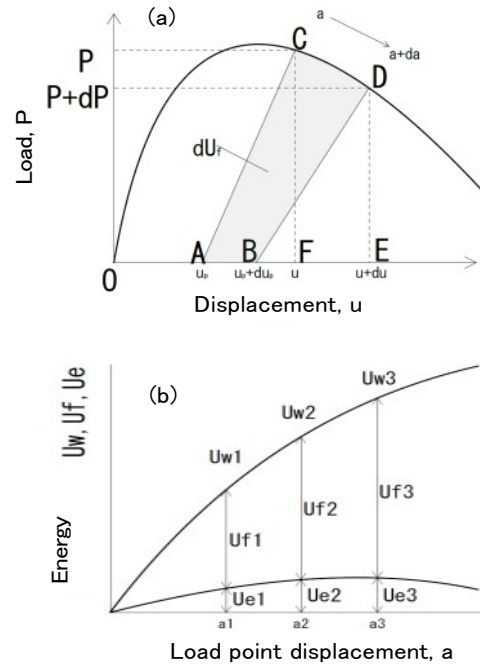 (a)
a
a+da
C
P
D
P+dP
dUf
Load, P
A
B
F
E
0
uP
uP+duP
u
u+du
Displacement, u
(b)
Uw, Uf, Ue
Energy
Uw1
Uw2
Uw3
Uf1
Uf2
Uf3
Ue1
Ue2
Ue3
a1
a2
a3
Load point displacement, a